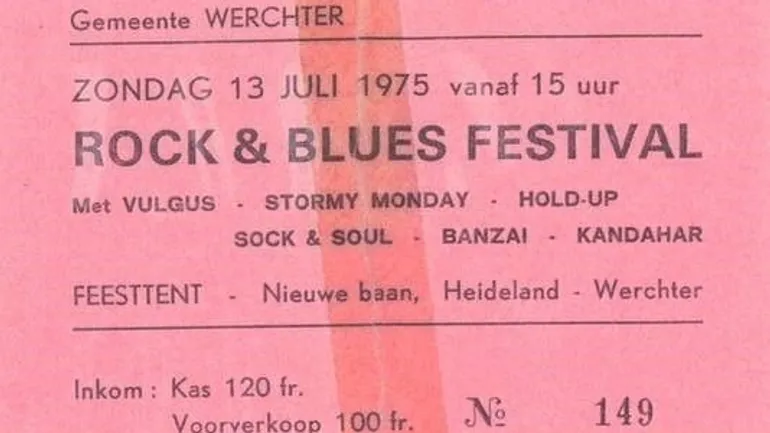 Gemeente WERCHTER
ZONDAG 13 JULI 1975 vanaf 15 uur
ROCK & BLUES FESTIVAL
Met VULGUS - STORMY MONDAY - HOLD-UP
SOCK & SOUL - BANZAI - KANDAHAR
FEESTTENT - Nieuwe baan, Heideland - Werchter
Inkom : Kas 120 fr.
Voorverkoop 100 fr. № 149